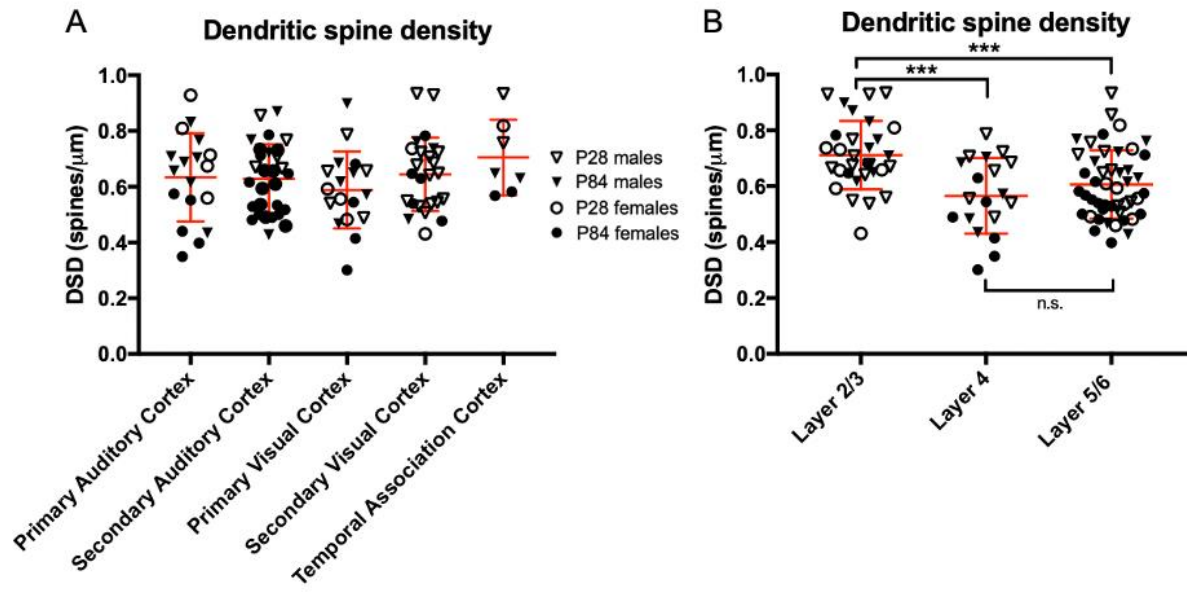 A
Dendritic spine density
DSD (spines/μm)
1.0
0.8
0.6
0.4
0.2
0.0
Primary Auditory Cortex
Secondary Auditory Cortex
Primary Visual Cortex
Secondary Visual Cortex
Temporal Association Cortex
P28 males
P84 males
P28 females
P84 females
B
Dendritic spine density
***
***
DSD (spines/μm)
1.0
0.8
0.6
0.4
0.2
0.0
n.s.
Layer 2/3
Layer 4
Layer 5/6